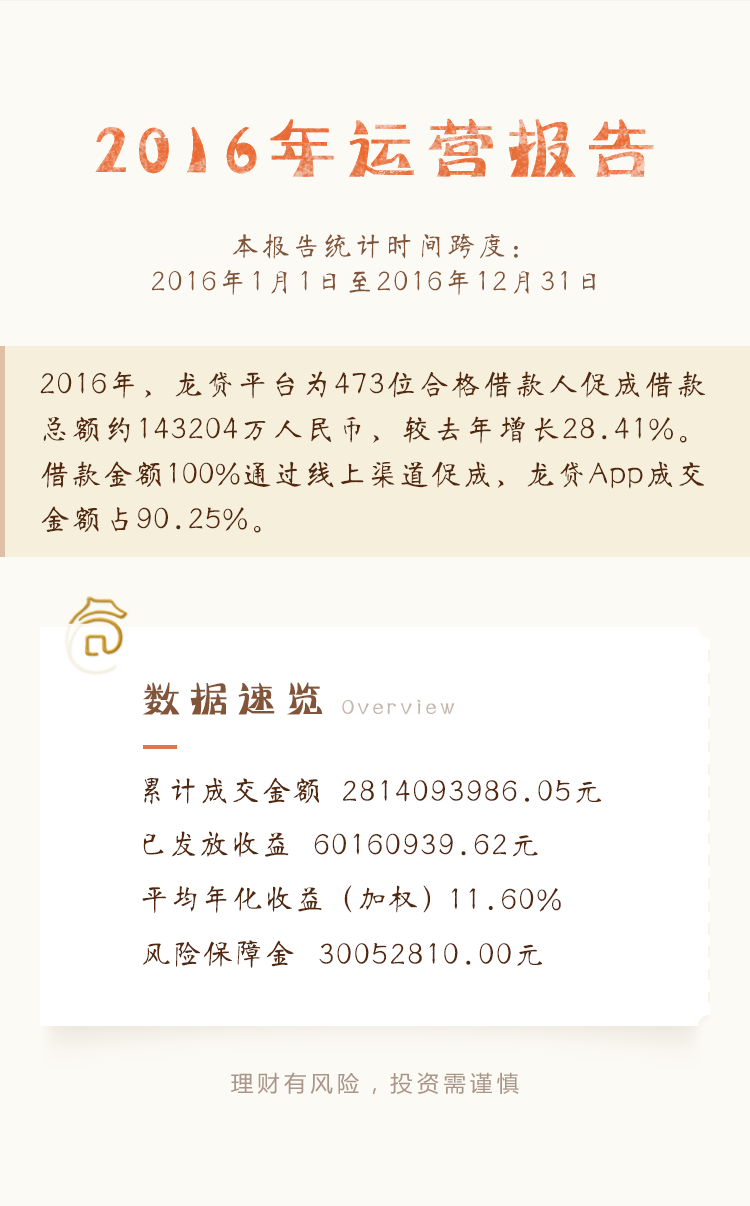 2016年运营报告
本报告统计时间跨度：
2016年1月1日至2016年12月31日
2016年，龙贷平台为473位合格借款人促成借款
总额约143204万人民币，较去年增长28.41%。
借款金额100%通过线上渠道促成，龙贷App成交
金额占90.25%。
数据速览 Overview
累计成交金额 2814093986.05元
已发放收益 60160939.62元
平均年化收益（加权）11.60%
风险保障金 30052810.00元
理财有风险，投资需谨慎